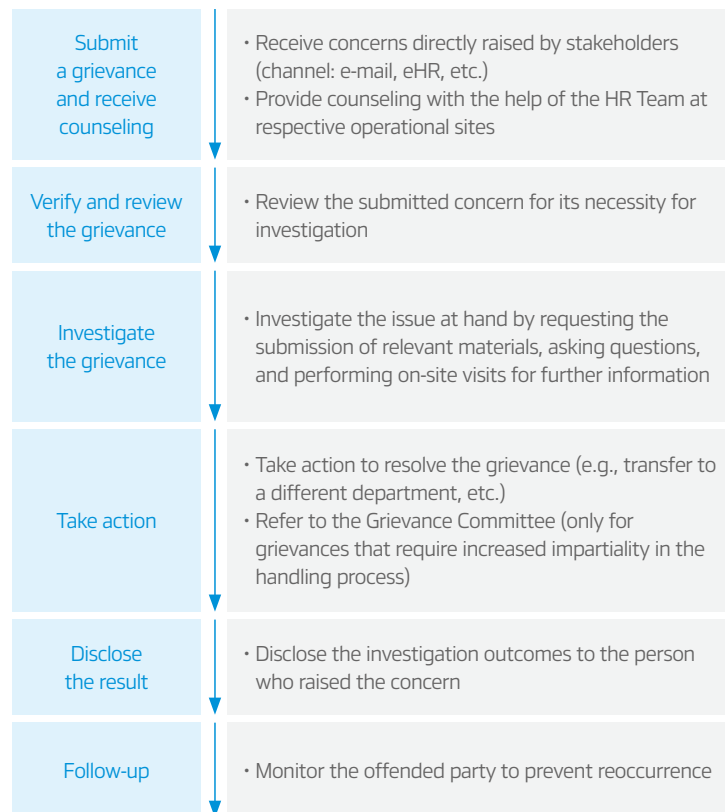 Submit
a grievance
and receive
counseling
• Receive concerns directly raised by stakeholders
(channel: e-mail, eHR, etc.)
• Provide counseling with the help of the HR Team at
respective operational sites
Verify and review
the grievance
• Review the submitted concern for its necessity for
investigation
Investigate
the grievance
• Investigate the issue at hand by requesting the
submission of relevant materials, asking questions,
and performing on-site visits for further information
Take action
• Take action to resolve the grievance (e.g., transfer to
a different department, etc.)
• Refer to the Grievance Committee (only for
grievances that require increased impartiality in the
handling process)
Disclose
the result
• Disclose the investigation outcomes to the person
who raised the concern
Follow-up
• Monitor the offended party to prevent reoccurrence